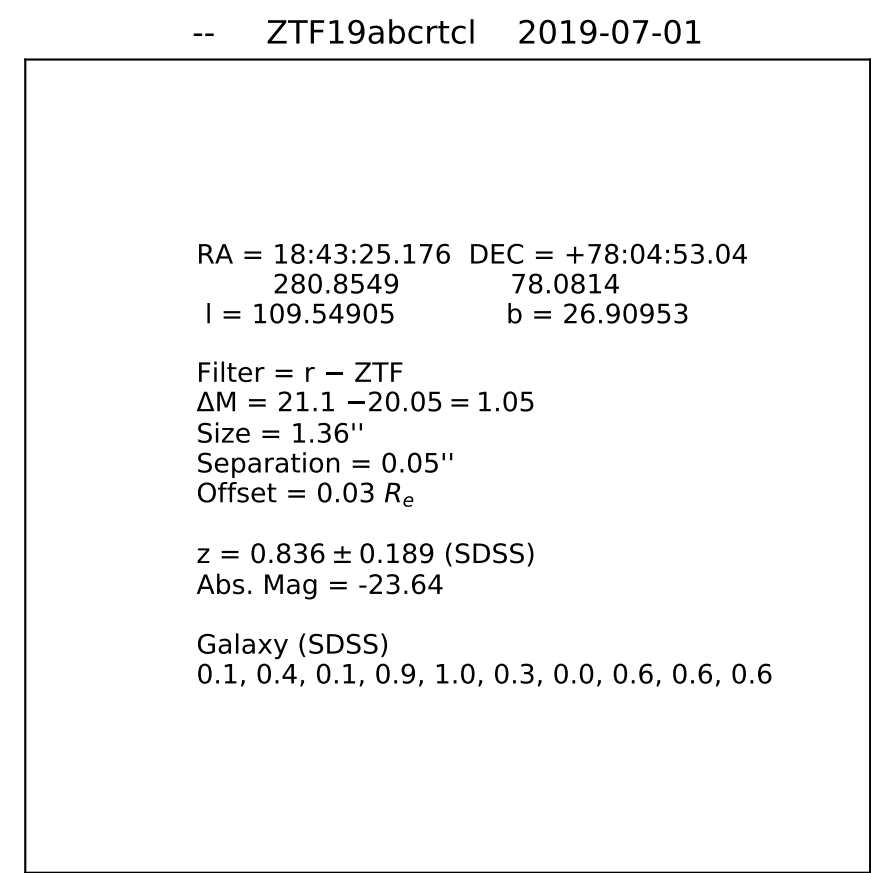 -- ZTF19abcrtcl 2019-07-01
RA = 18:43:25.176 DEC = +78:04:53.04
280.8549 78.0814
l = 109.54905 b = 26.90953
Filter = r − ZTF
ΔM = 21.1 −20.05 = 1.05
Size = 1.36''
Separation = 0.05''
Offset = 0.03 Re
z = 0.836 ± 0.189 (SDSS)
Abs. Mag = -23.64
Galaxy (SDSS)
0.1, 0.4, 0.1, 0.9, 1.0, 0.3, 0.0, 0.6, 0.6, 0.6